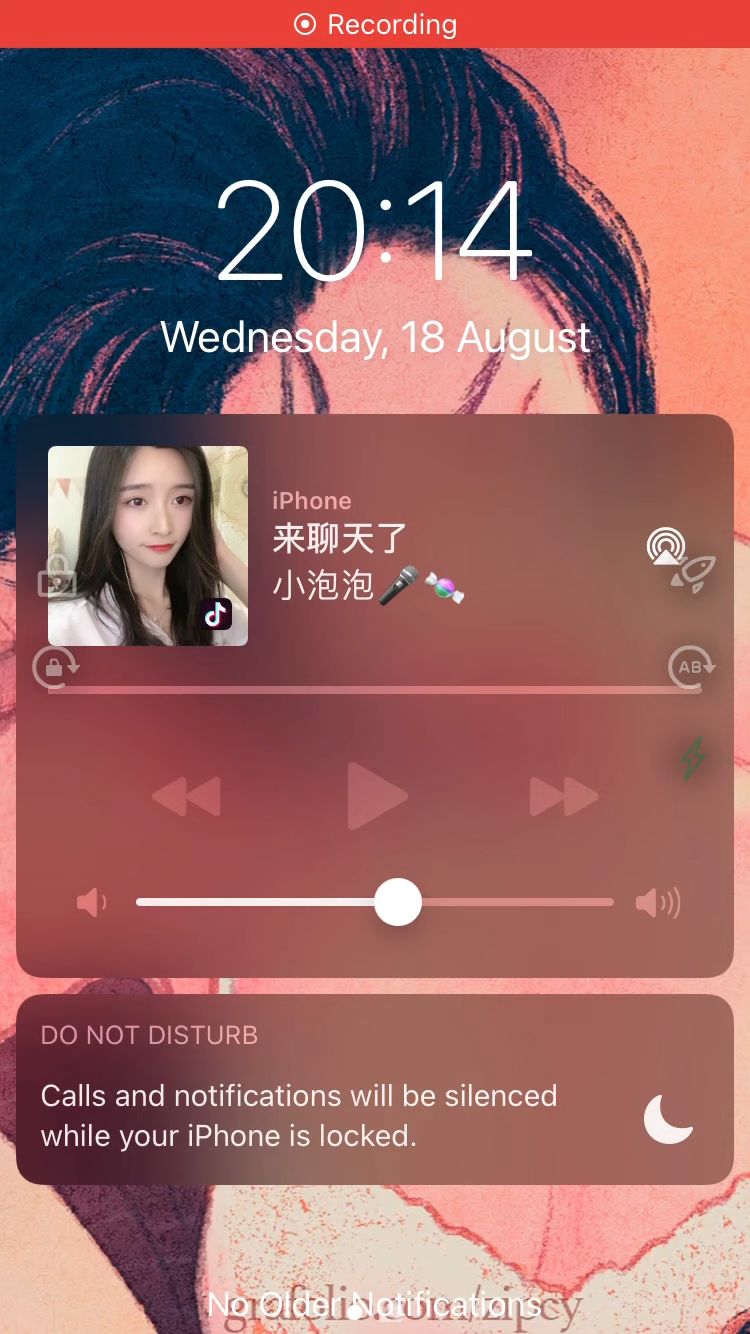 Recording
20:14
Wednesday, 18 August
iPhone
来聊天了
小泡泡🎤🍬
AB
DO NOT DISTURB
Calls and notifications will be silenced
while your iPhone is locked.
No Older Notifications